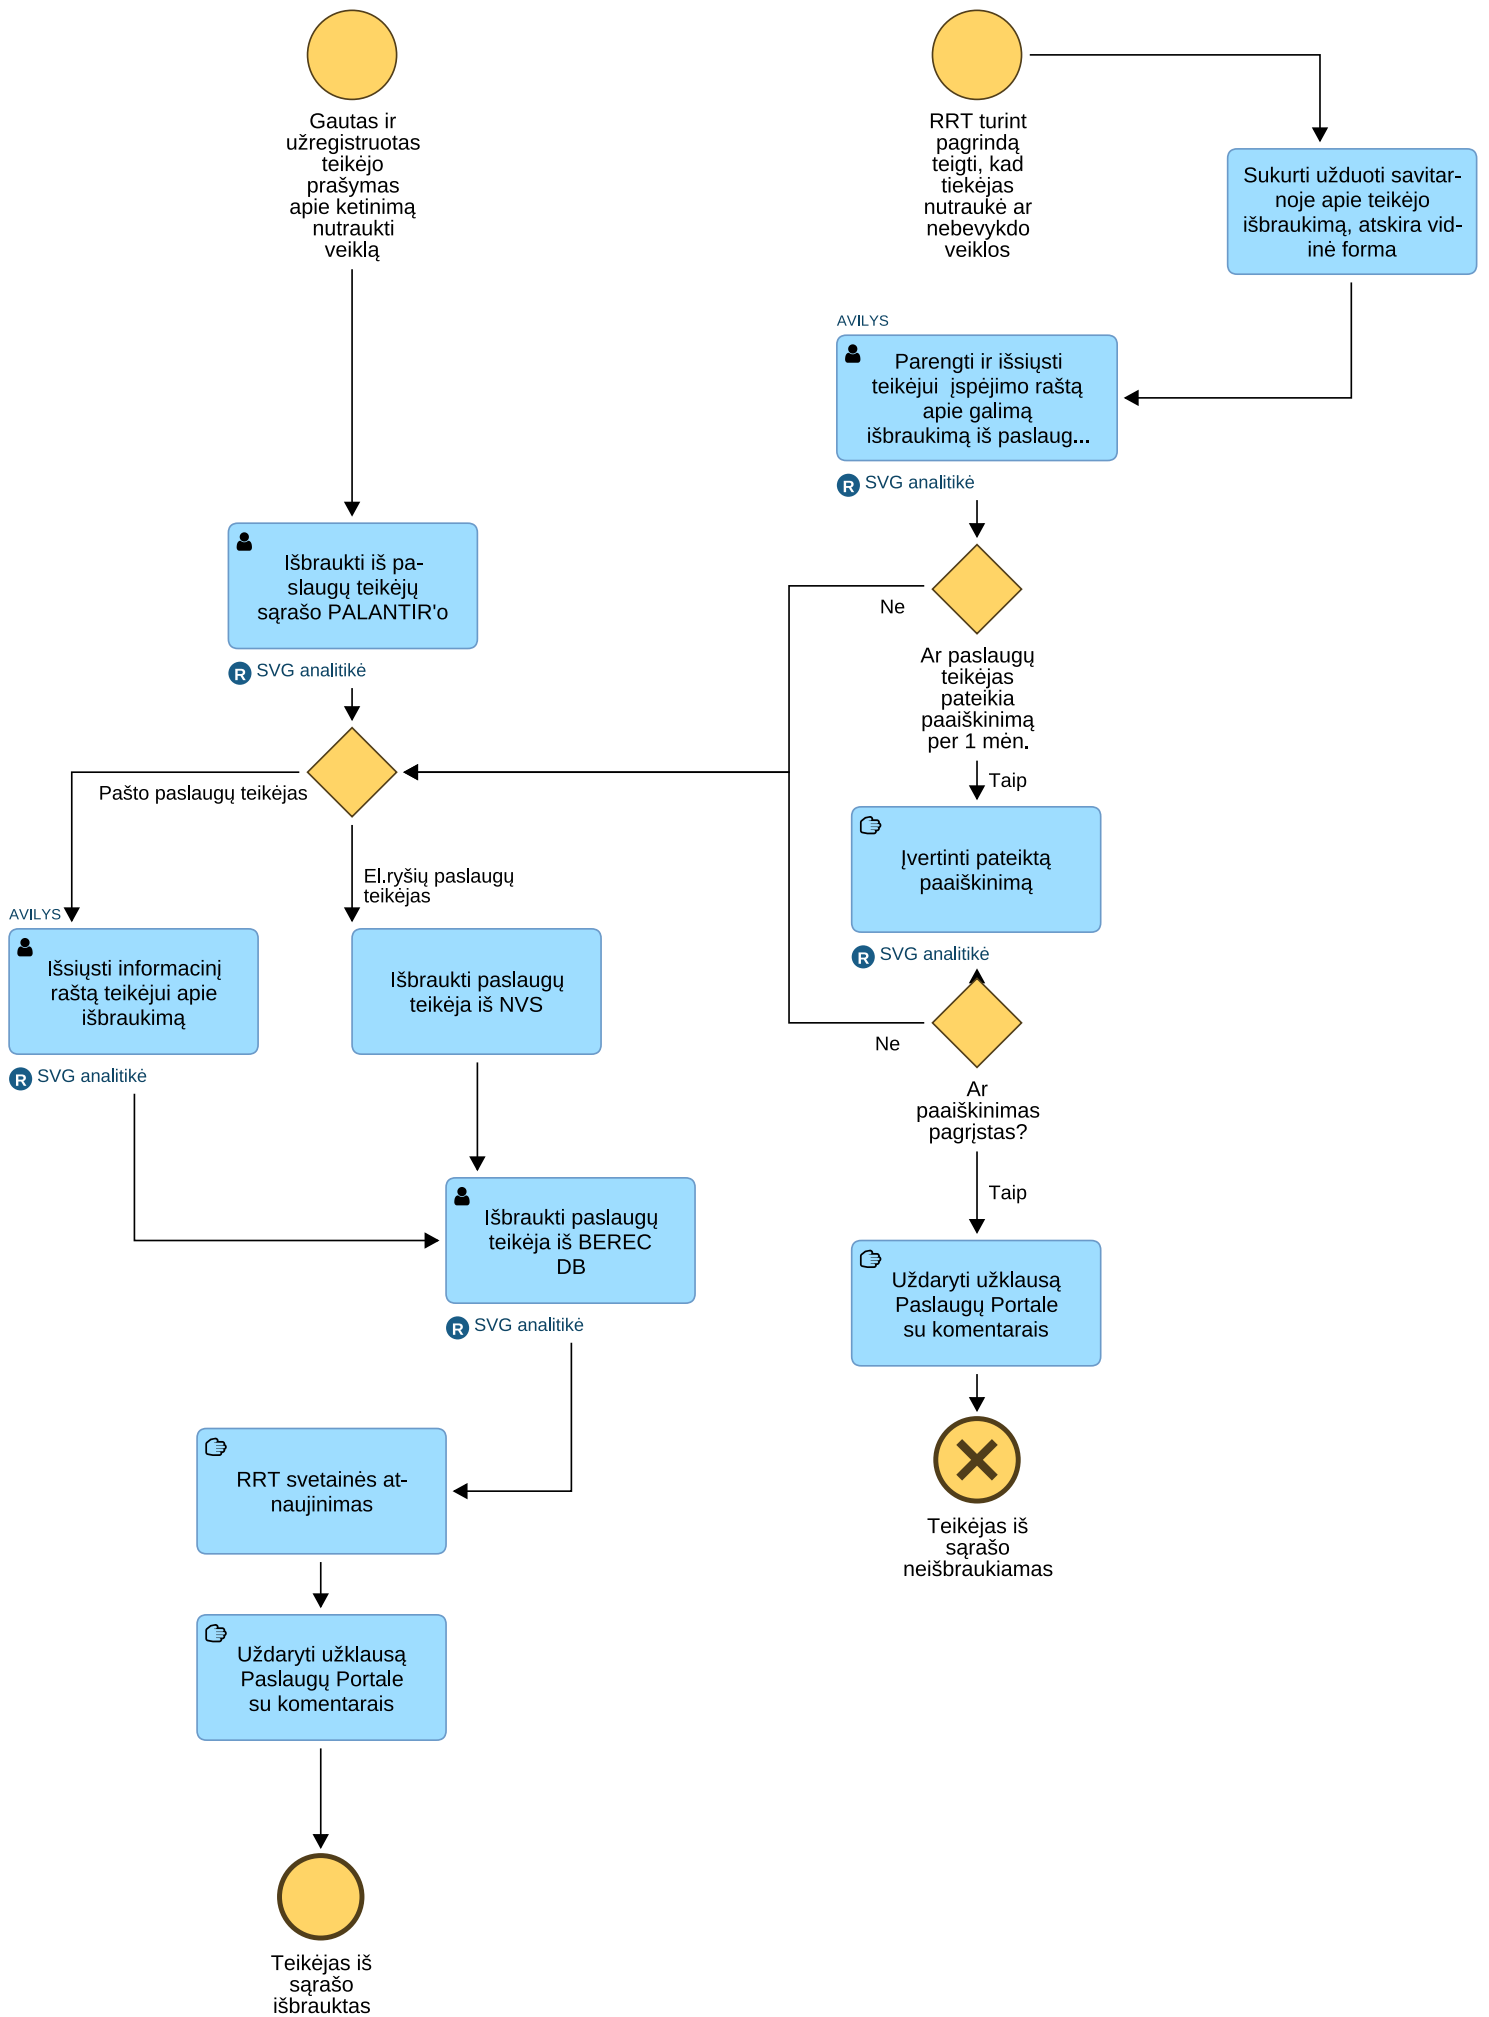 Gautas ir
užregistruotas
teikėjo
prašymas
apie ketinimą
nutraukti
veiklą
RRT turint
pagrindą
teigti, kad
tiekėjas
nutraukė ar
nebevykdo
veiklos
Sukurti užduoti savitar-
noje apie teikėjo
išbraukimą, atskira vid-
inė forma
AVILYS
Parengti ir išsiųsti
teikėjui įspėjimo raštą
apie galimą
išbraukimą iš paslaug...
R SVG analitikė
Išbraukti iš pa-
slaugų teikėjų
sąrašo PALANTIR'o
R SVG analitikė
Ne
Ar paslaugų
teikėjas
pateikia
paaiškinimą
per 1 mėn.
Taip
Pašto paslaugų teikėjas
El.ryšių paslaugų
teikėjas
Įvertinti pateiktą
paaiškinimą
R SVG analitikė
AVILYS
Išsiųsti informacinį
raštą teikėjui apie
išbraukimą
R SVG analitikė
Išbraukti paslaugų
teikėja iš NVS
Ne
Ar
paaiškinimas
pagrįstas?
Taip
Išbraukti paslaugų
teikėja iš BEREC
DB
R SVG analitikė
Uždaryti užklausą
Paslaugų Portale
su komentarais
RRT svetainės at-
naujinimas
Teikėjas iš
sąrašo
neišbraukiamas
Uždaryti užklausą
Paslaugų Portale
su komentarais
Teikėjas iš
sąrašo
išbrauktas